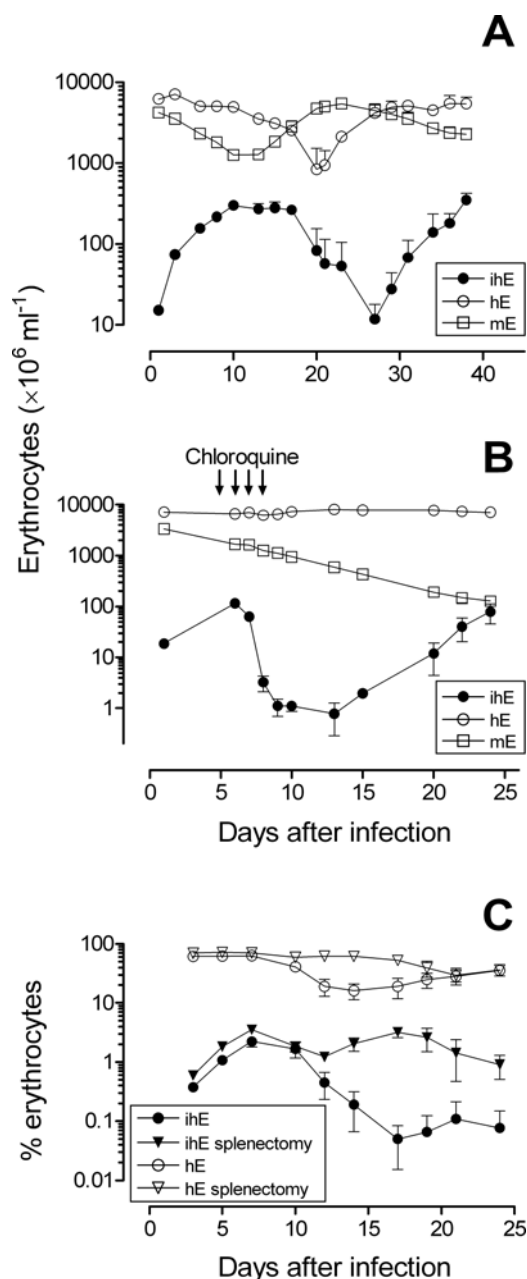 A
10000
1000
100
10
0 10 20 30 40
ihE
hE
mE
Erythrocytes (×10⁶ ml⁻¹)
B
Chloroquine
10000
1000
100
10
1
0 5 10 15 20 25
ihE
hE
mE
Days after infection
C
100
10
1
0.1
0.01
% erythrocytes
ihE
ihE splenectomy
hE
hE splenectomy
0 5 10 15 20 25
Days after infection